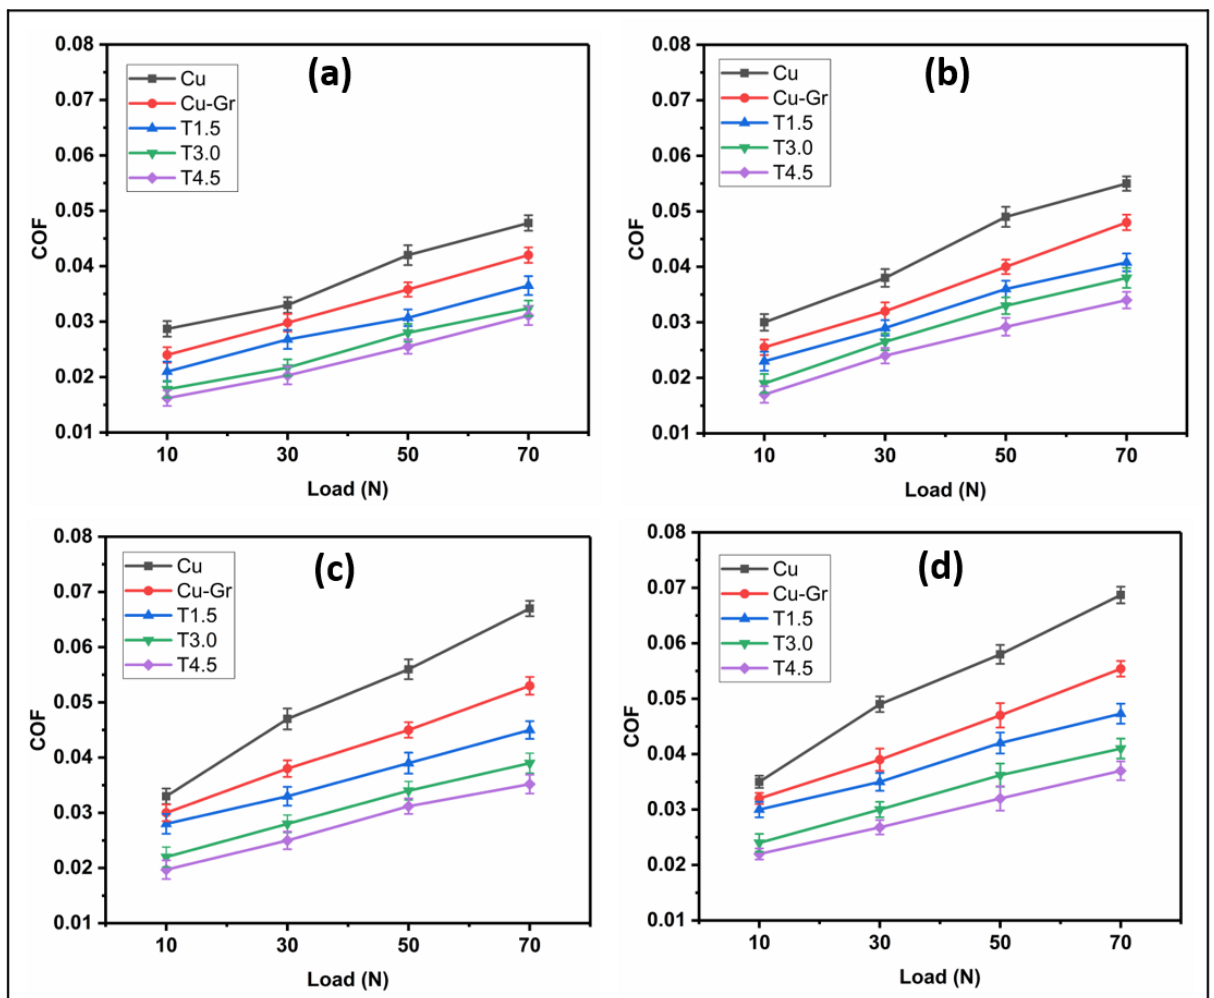 (a)
Cu
Cu-Gr
T1.5
T3.0
T4.5
0.08
0.07
0.06
0.05
0.04
0.03
0.02
0.01
COF
10 30 50 70
Load (N)
(b)
Cu
Cu-Gr
T1.5
T3.0
T4.5
0.08
0.07
0.06
0.05
0.04
0.03
0.02
0.01
COF
10 30 50 70
Load (N)
(c)
Cu
Cu-Gr
T1.5
T3.0
T4.5
0.08
0.07
0.06
0.05
0.04
0.03
0.02
0.01
COF
10 30 50 70
Load (N)
(d)
Cu
Cu-Gr
T1.5
T3.0
T4.5
0.08
0.07
0.06
0.05
0.04
0.03
0.02
0.01
COF
10 30 50 70
Load (N)